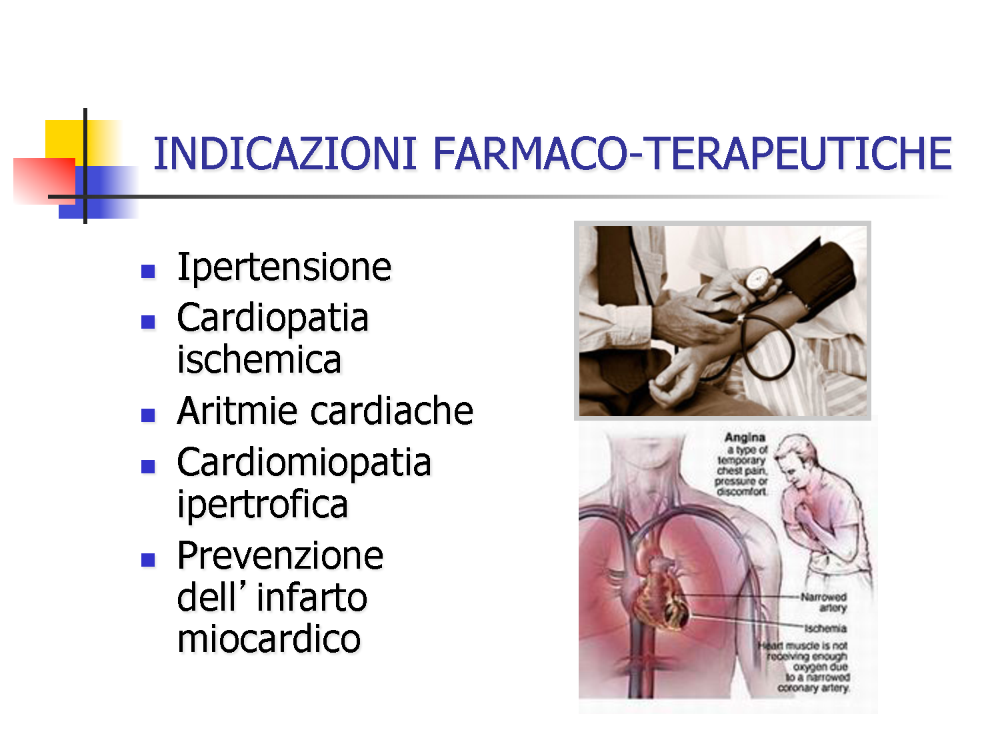 INDICAZIONI FARMACO-TERAPEUTICHE
Ipertensione
Cardiopatia
ischemica
Aritmie cardiache
Cardiomiopatia
ipertrofica
Prevenzione
dell’infarto
miocardico
Angina
a type of
temporary
chest pain,
pressure or
discomfort.
Narrowed
artery
Ischemia
Heart muscle is not
receiving enough
oxygen due
to a narrowed
coronary artery.